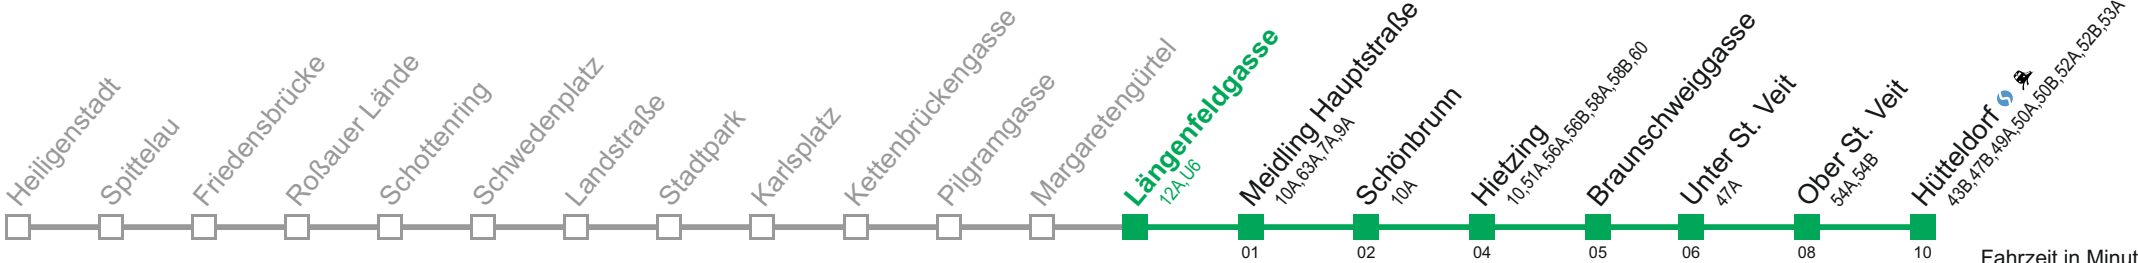 Heiligenstadt
Spittelau
Friedensbrücke
Roßauer Lände
Schottenring
Schwedenplatz
Landstraße
Stadtpark
Karlsplatz
Kettenbrückengasse
Pilgramgasse
Margaretengürtel
Längenfeldgasse
12A,U6
Meidling Hauptstraße
10A,63A,7A,9A
01
Schönbrunn
10A
02
Hietzing
10,51A,56A,56B,58A,58B,60
04
Braunschweiggasse
05
Unter St. Veit
47A
06
Ober St. Veit
54A,54B
08
Hütteldorf
43B,47B,49A,50A,50B,52A,52B,53A
10
Fahrzeit in Minut